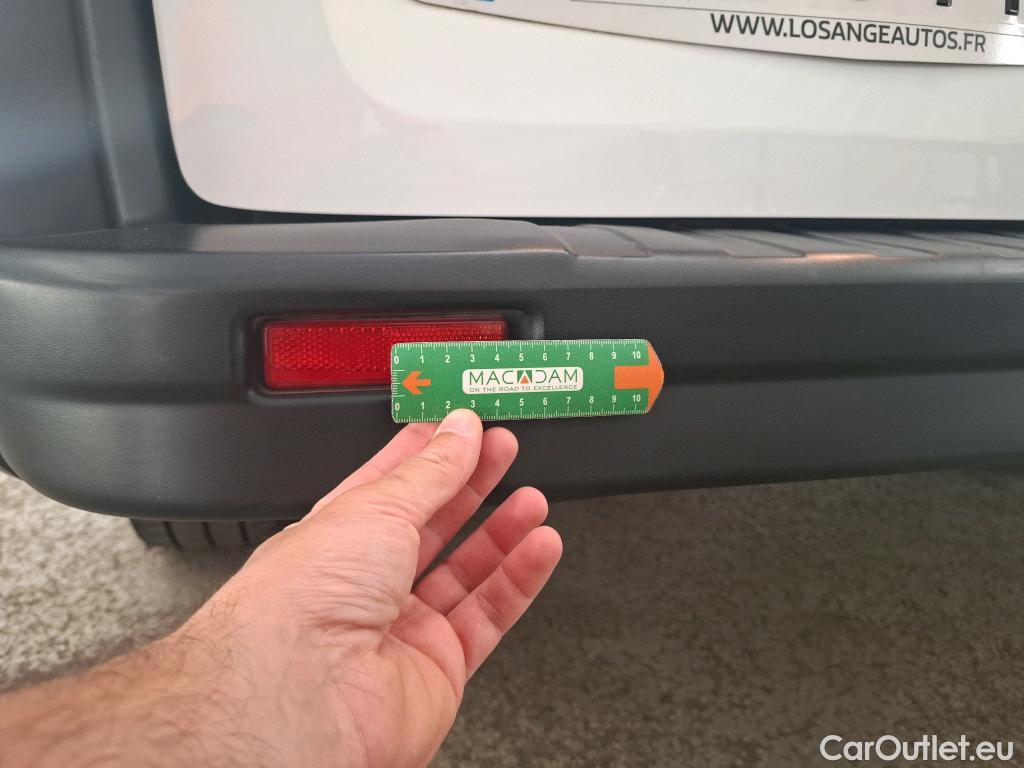 WWW.LOSANGEAUTOS.FR
0 1 2 3 4 5 6 7 8 9 10
MACADAM
ON THE ROAD TO EXCELLENCE
0 1 2 3 4 5 6 7 8 9 10
CarOutlet.eu